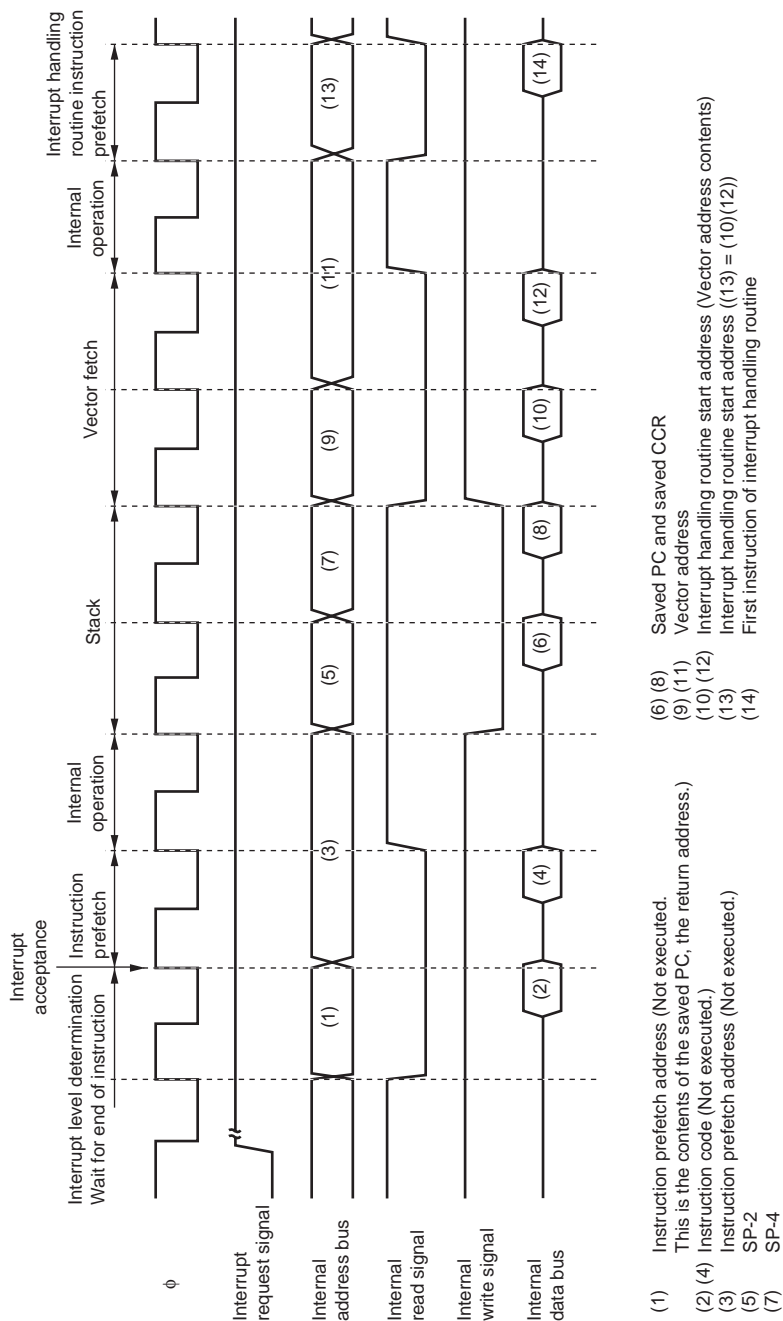 Interrupt
acceptance
Interrupt level determination
Wait for end of instruction
Instruction
prefetch
Internal
operation
Stack
Vector fetch
Internal
operation
Interrupt handling
routine instruction
prefetch
φ
Interrupt
request signal
Internal
address bus
(1)
(3)
(5)
(7)
(9)
(11)
(13)
Internal
read signal
Internal
write signal
Internal
data bus
(2)
(4)
(6)
(8)
(10)
(12)
(14)
(1) Instruction prefetch address (Not executed.
This is the contents of the saved PC, the return address.)
(2) (4) Instruction code (Not executed.)
(3) Instruction prefetch address (Not executed.)
(5) SP-2
(7) SP-4
(6) (8) Saved PC and saved CCR
(9) (11) Vector address
(10) (12) Interrupt handling routine start address (Vector address contents)
(13) Interrupt handling routine start address ((13) = (10)(12))
(14) First instruction of interrupt handling routine